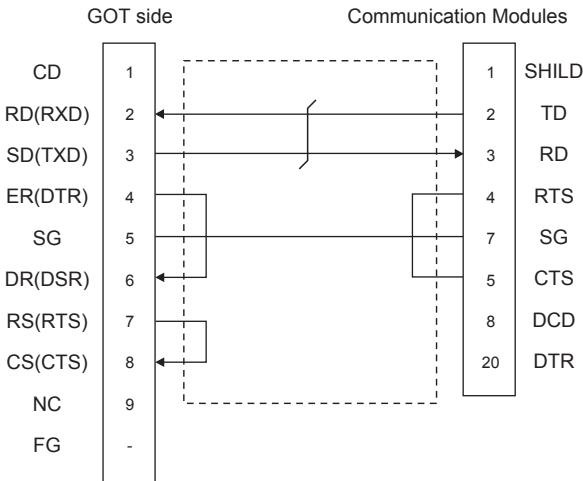 GOT side Communication Modules
CD 1 1 SHILD
RD(RXD) 2 2 TD
SD(TXD) 3 3 RD
ER(DTR) 4 4 RTS
SG 5 7 SG
DR(DSR) 6 5 CTS
RS(RTS) 7 8 DCD
CS(CTS) 8 20 DTR
NC 9
FG -